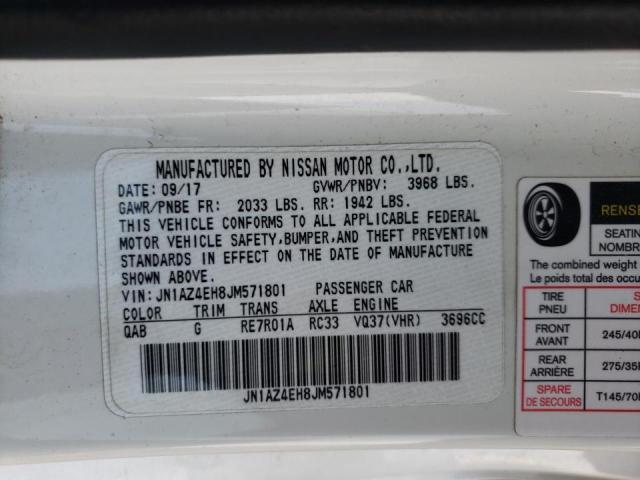 MANUFACTURED BY NISSAN MOTOR CO.,LTD.
DATE: 09/17 GVWR/PNBV: 3968 LBS.
GAWR/PNBE FR: 2033 LBS. RR: 1942 LBS.
THIS VEHICLE CONFORMS TO ALL APPLICABLE FEDERAL
MOTOR VEHICLE SAFETY,BUMPER,AND THEFT PREVENTION
STANDARDS IN EFFECT ON THE DATE OF MANUFACTURE
SHOWN ABOVE.
VIN: JN1AZ4EH8JM571801 PASSENGER CAR
COLOR TRIM TRANS AXLE ENGINE
QAB G RE7R01A RC33 VQ37(VHR) 3696CC
JN1AZ4EH8JM571801
RENSE
SEATIN
NOMBR
The combined weight
Le poids total des occu
TIRE
PNEU
S
DIMEN
FRONT
AVANT
245/40
REAR
ARRIÈRE
275/35
SPARE
DE SECOURS
T145/70